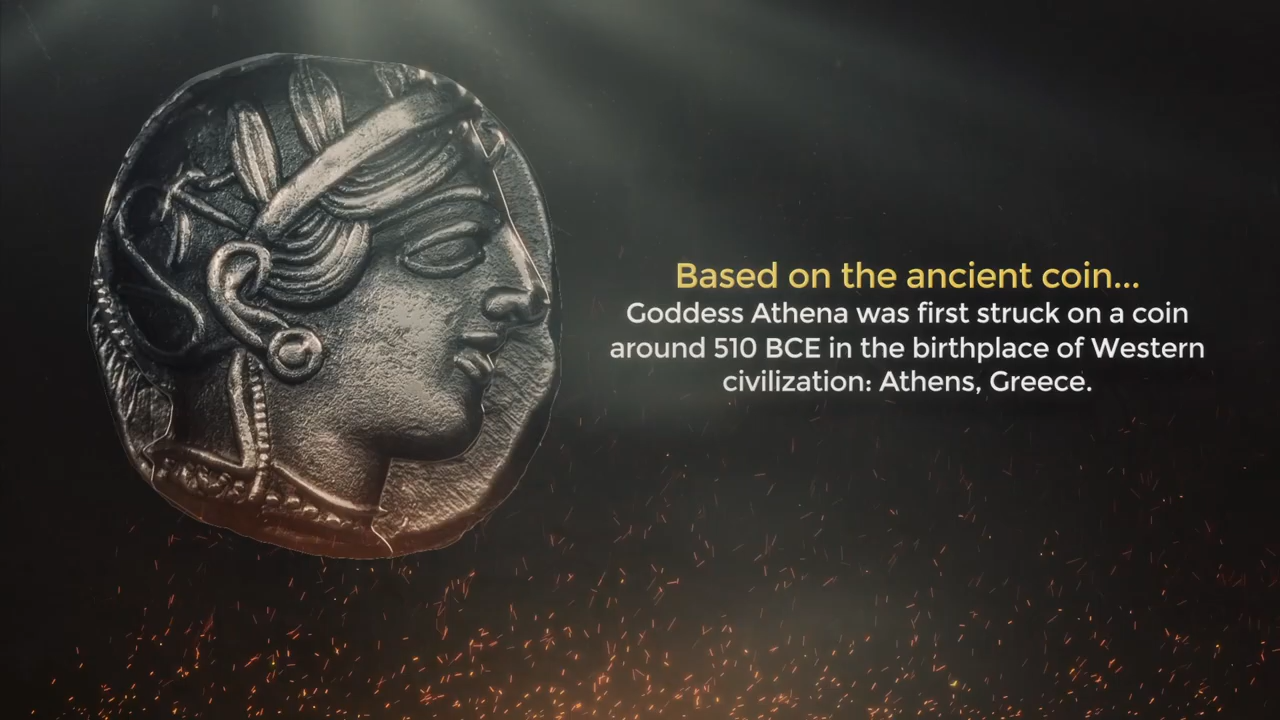 Based on the ancient coin...
Goddess Athena was first struck on a coin
around 510 BCE in the birthplace of Western
civilization: Athens, Greece.